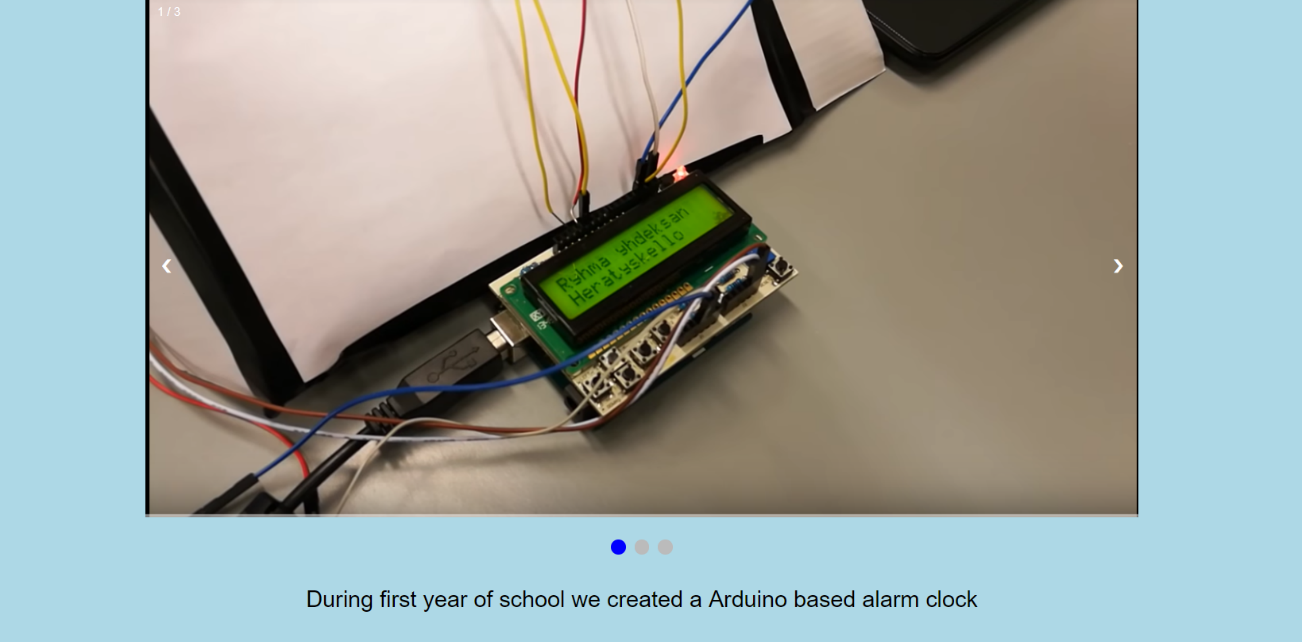 1 / 3
Ryhma yhdeksan
Heratyskello
During first year of school we created a Arduino based alarm clock